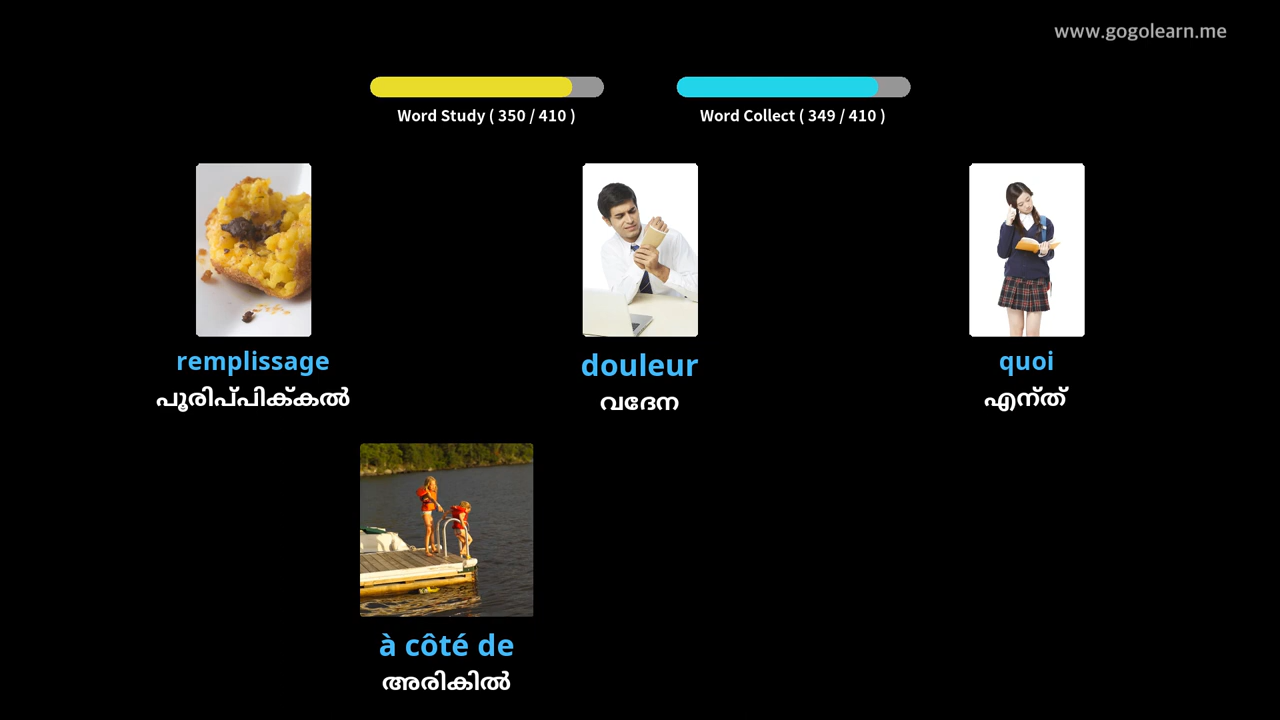 www.gogolearn.me
Word Study ( 350 / 410 )
Word Collect ( 349 / 410 )
remplissage
പൂരിപ്‌പിക്‌കൽ
douleur
വദേന
quoi
എന്‌ത്
à côté de
അരികിൽ